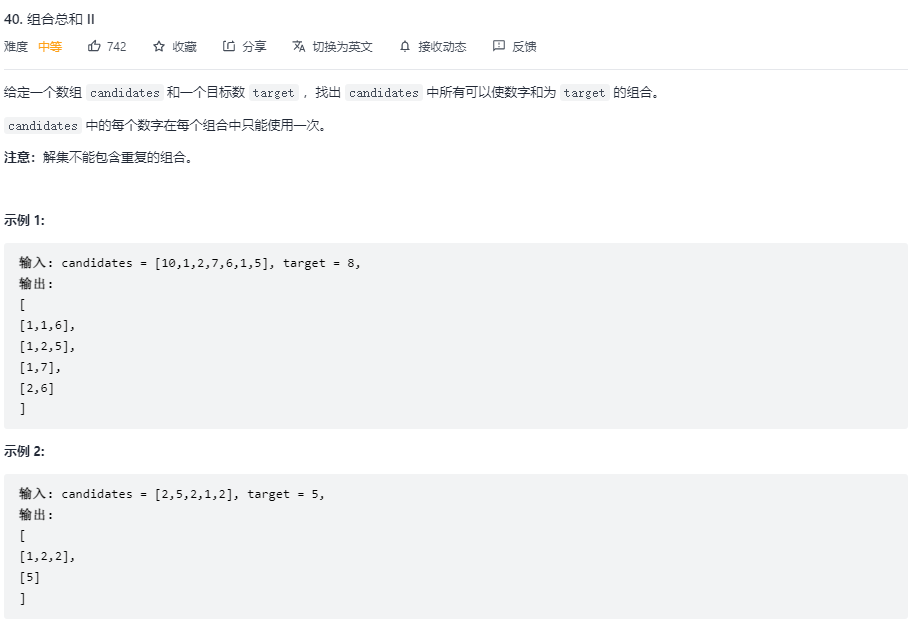 40. 组合总和 II
难度 中等 742 收藏 分享 切换为英文 接收动态 反馈
给定一个数组 candidates 和一个目标数 target ，找出 candidates 中所有可以使数字和为 target 的组合。
candidates 中的每个数字在每个组合中只能使用一次。
注意：解集不能包含重复的组合。
示例 1:
输入: candidates = [10,1,2,7,6,1,5], target = 8,
输出:
[
[1,1,6],
[1,2,5],
[1,7],
[2,6]
]
示例 2:
输入: candidates = [2,5,2,1,2], target = 5,
输出:
[
[1,2,2],
[5]
]